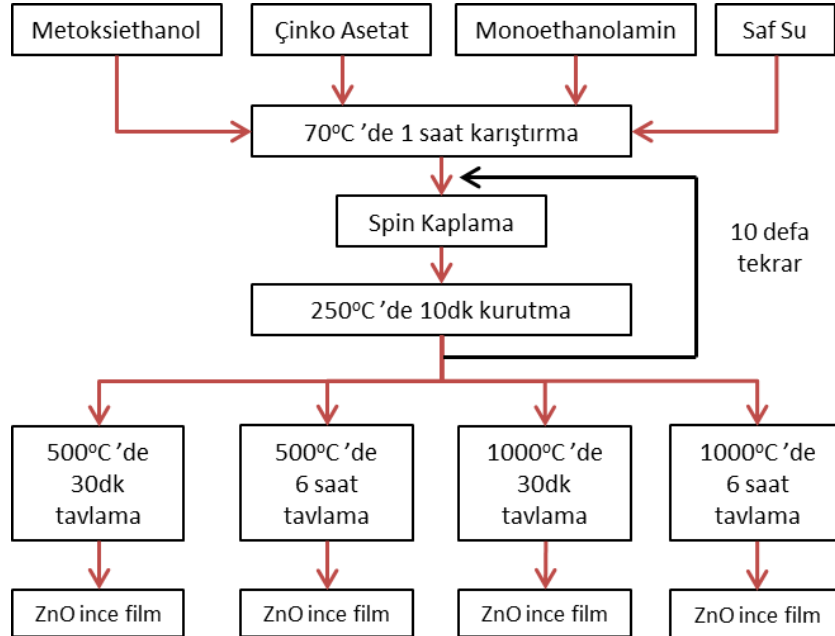 Metoksiethanol
Çinko Asetat
Monoethanolamin
Saf Su
70ºC 'de 1 saat karıştırma
Spin Kaplama
10 defa
tekrar
250ºC 'de 10dk kurutma
500ºC 'de
30dk
tavlama
500ºC 'de
6 saat
tavlama
1000ºC 'de
30dk
tavlama
1000ºC 'de
6 saat
tavlama
ZnO ince film
ZnO ince film
ZnO ince film
ZnO ince film